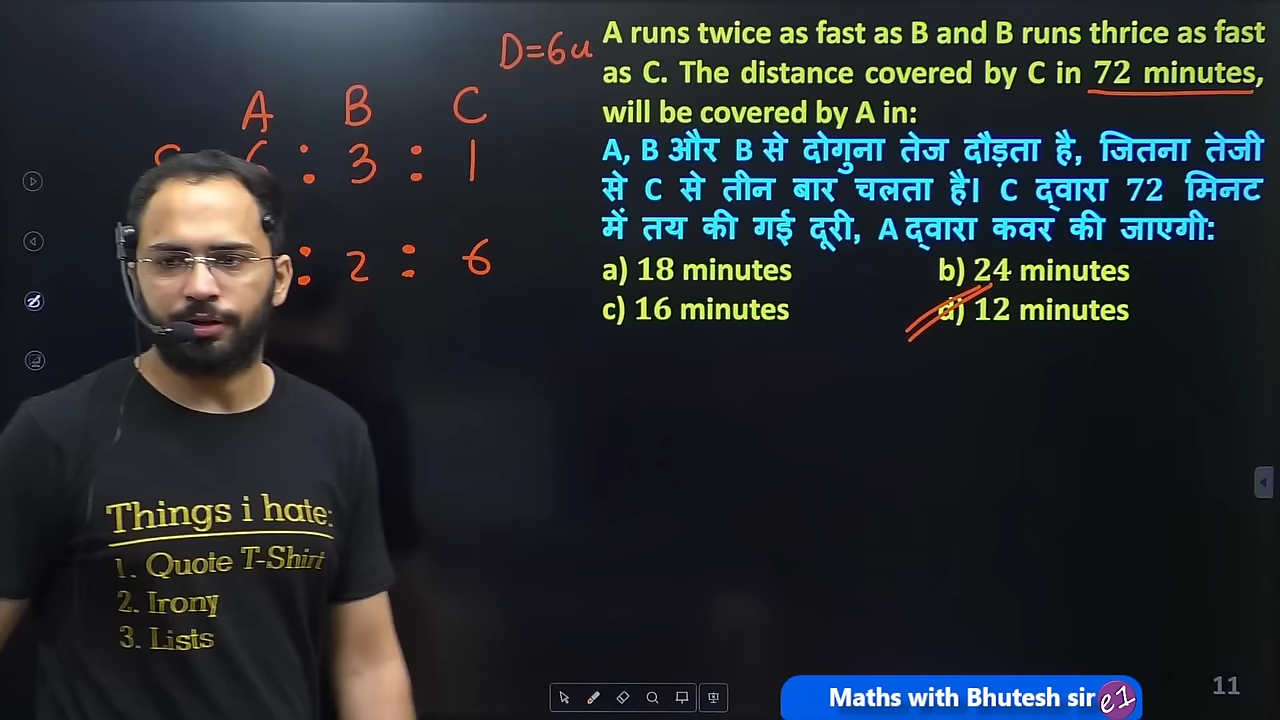 D=6u
A B C
: 3 : 1
: 2 : 6
A runs twice as fast as B and B runs thrice as fast
as C. The distance covered by C in 72 minutes,
will be covered by A in:
A, B और B से दोगुना तेज दौड़ता है, जितना तेजी
से C से तीन बार चलता है। C द्वारा 72 मिनट
में तय की गई दूरी, A द्वारा कवर की जाएगी:
a) 18 minutes b) 24 minutes
c) 16 minutes d) 12 minutes
Things i hate:
1. Quote T-Shirt
2. Irony
3. Lists
Maths with Bhutesh sir e1
11